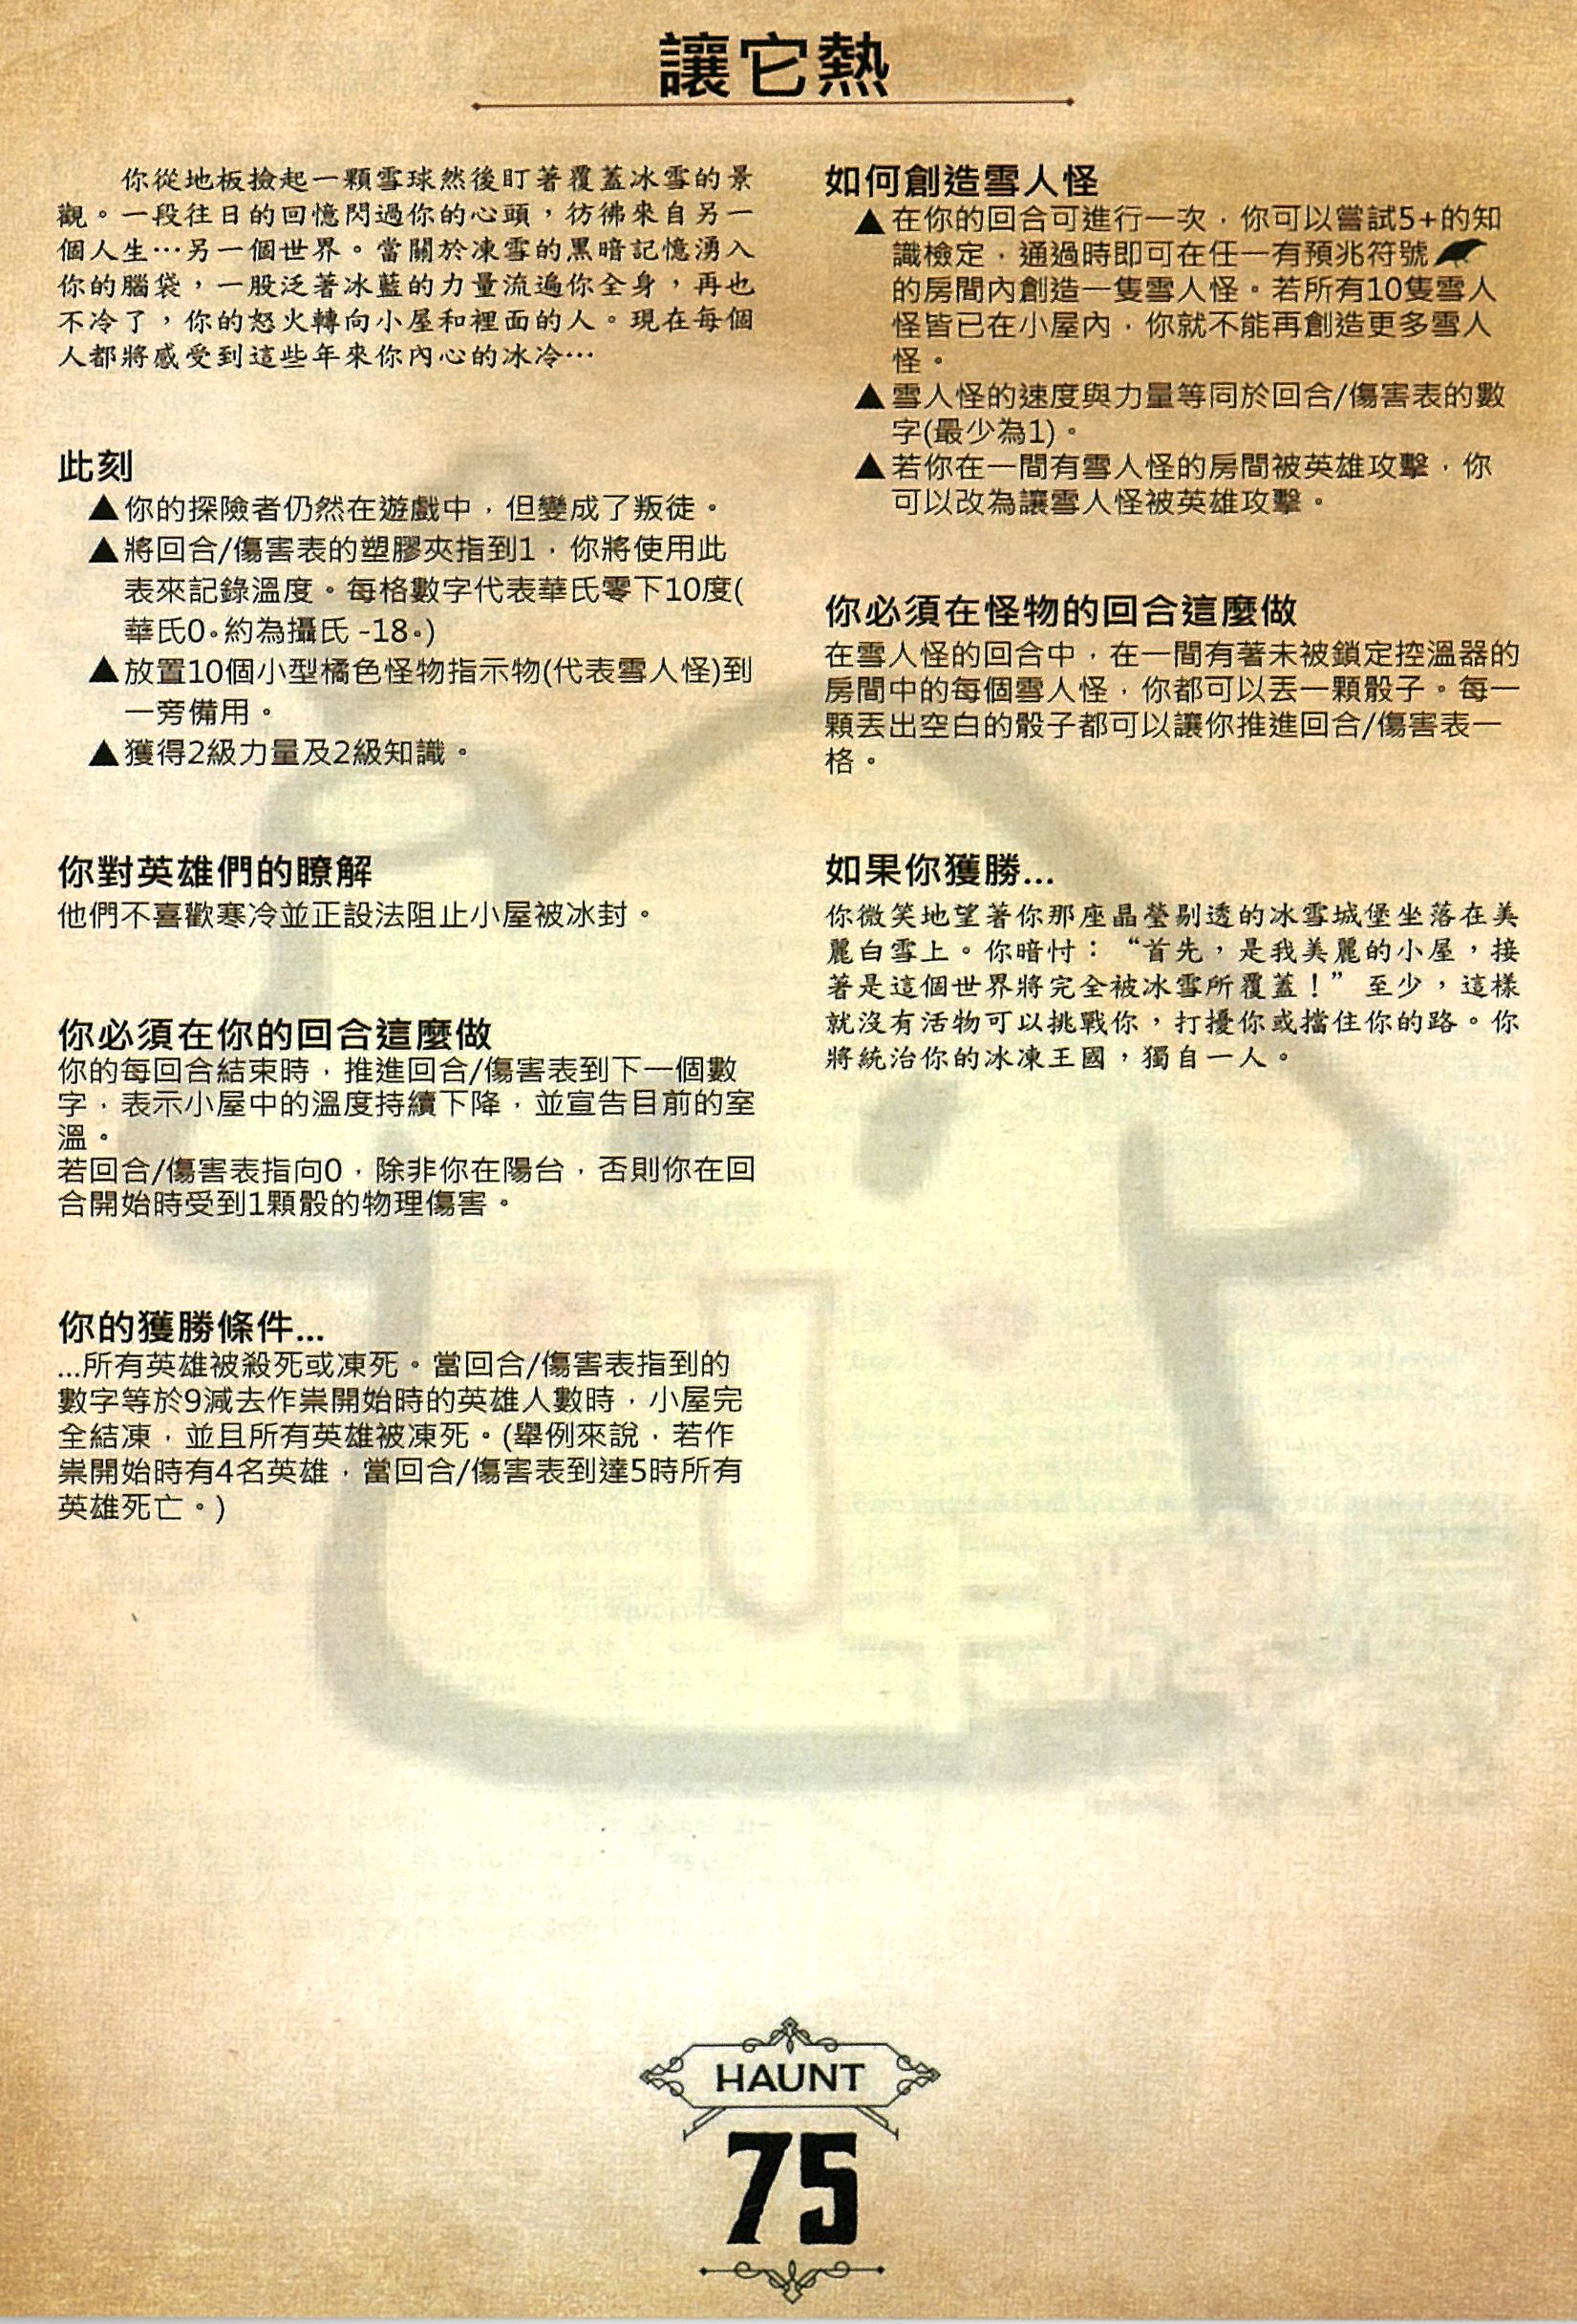 讓它熱
你從地板撿起一顆雪球然後盯著覆蓋冰雪的景
觀。一段往日的回憶閃過你的心頭，彷彿來自另一
個人生…另一個世界。當關於凍雪的黑暗記憶湧入
你的腦袋，一股泛著冰藍的力量流遍你全身，再也
不冷了，你的怒火轉向小屋和裡面的人。現在每個
人都將感受到這些年來你內心的冰冷…
此刻
▲你的探險者仍然在遊戲中，但變成了叛徒。
▲將回合/傷害表的塑膠夾指到1，你將使用此
表來記錄溫度。每格數字代表華氏零下10度(
華氏0。約為攝氏 -18。)
▲放置10個小型橘色怪物指示物(代表雪人怪)到
一旁備用。
▲獲得2級力量及2級知識。
你對英雄們的瞭解
他們不喜歡寒冷並正設法阻止小屋被冰封。
你必須在你的回合這麼做
你的每回合結束時，推進回合/傷害表到下一個數
字，表示小屋中的溫度持續下降，並宣告目前的室
溫。
若回合/傷害表指向0，除非你在陽台，否則你在回
合開始時受到1顆骰的物理傷害。
你的獲勝條件...
...所有英雄被殺死或凍死。當回合/傷害表指到的
數字等於9減去作祟開始時的英雄人數時，小屋完
全結凍，並且所有英雄被凍死。(舉例來說，若作
祟開始時有4名英雄，當回合/傷害表到達5時所有
英雄死亡。)
如何創造雪人怪
▲在你的回合可進行一次，你可以嘗試5+的知
識檢定，通過時即可在任一有預兆符號
的房間內創造一隻雪人怪。若所有10隻雪人
怪皆已在小屋內，你就不能再創造更多雪人
怪。
▲雪人怪的速度與力量等同於回合/傷害表的數
字(最少為1)。
▲若你在一間有雪人怪的房間被英雄攻擊，你
可以改為讓雪人怪被英雄攻擊。
你必須在怪物的回合這麼做
在雪人怪的回合中，在一間有著未被鎖定控溫器的
房間中的每個雪人怪，你都可以丟一顆骰子。每一
顆丟出空白的骰子都可以讓你推進回合/傷害表一
格。
如果你獲勝...
你微笑地望著你那座晶瑩剔透的冰雪城堡坐落在美
麗白雪上。你暗忖：“首先，是我美麗的小屋，接
著是這個世界將完全被冰雪所覆蓋！”至少，這樣
就沒有活物可以挑戰你，打擾你或擋住你的路。你
將統治你的冰凍王國，獨自一人。
HAUNT
75